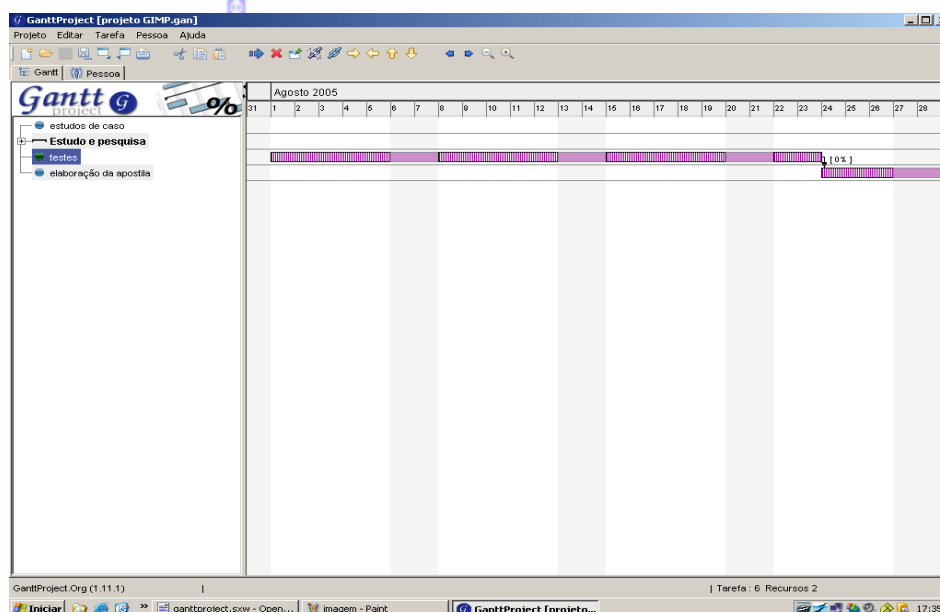 GanttProject [projeto GIMP.gan]
Projeto Editar Tarefa Pessoa Ajuda
Gantt Pessoa
Gantt
project
%
Agosto 2005
31 1 2 3 4 5 6 7 8 9 10 11 12 13 14 15 16 17 18 19 20 21 22 23 24 25 26 27 28
estudos de caso
Estudo e pesquisa
testes
[0%]
elaboração da apostila
GanttProject.Org (1.11.1) | | Tarefa : 6 Recursos 2
Iniciar » ganttproject.sxw - Open... imagem - Paint GanttProject [projeto...